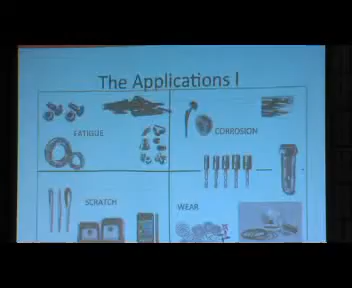 The Applications I
FATIGUE
CORROSION
SCRATCH
WEAR